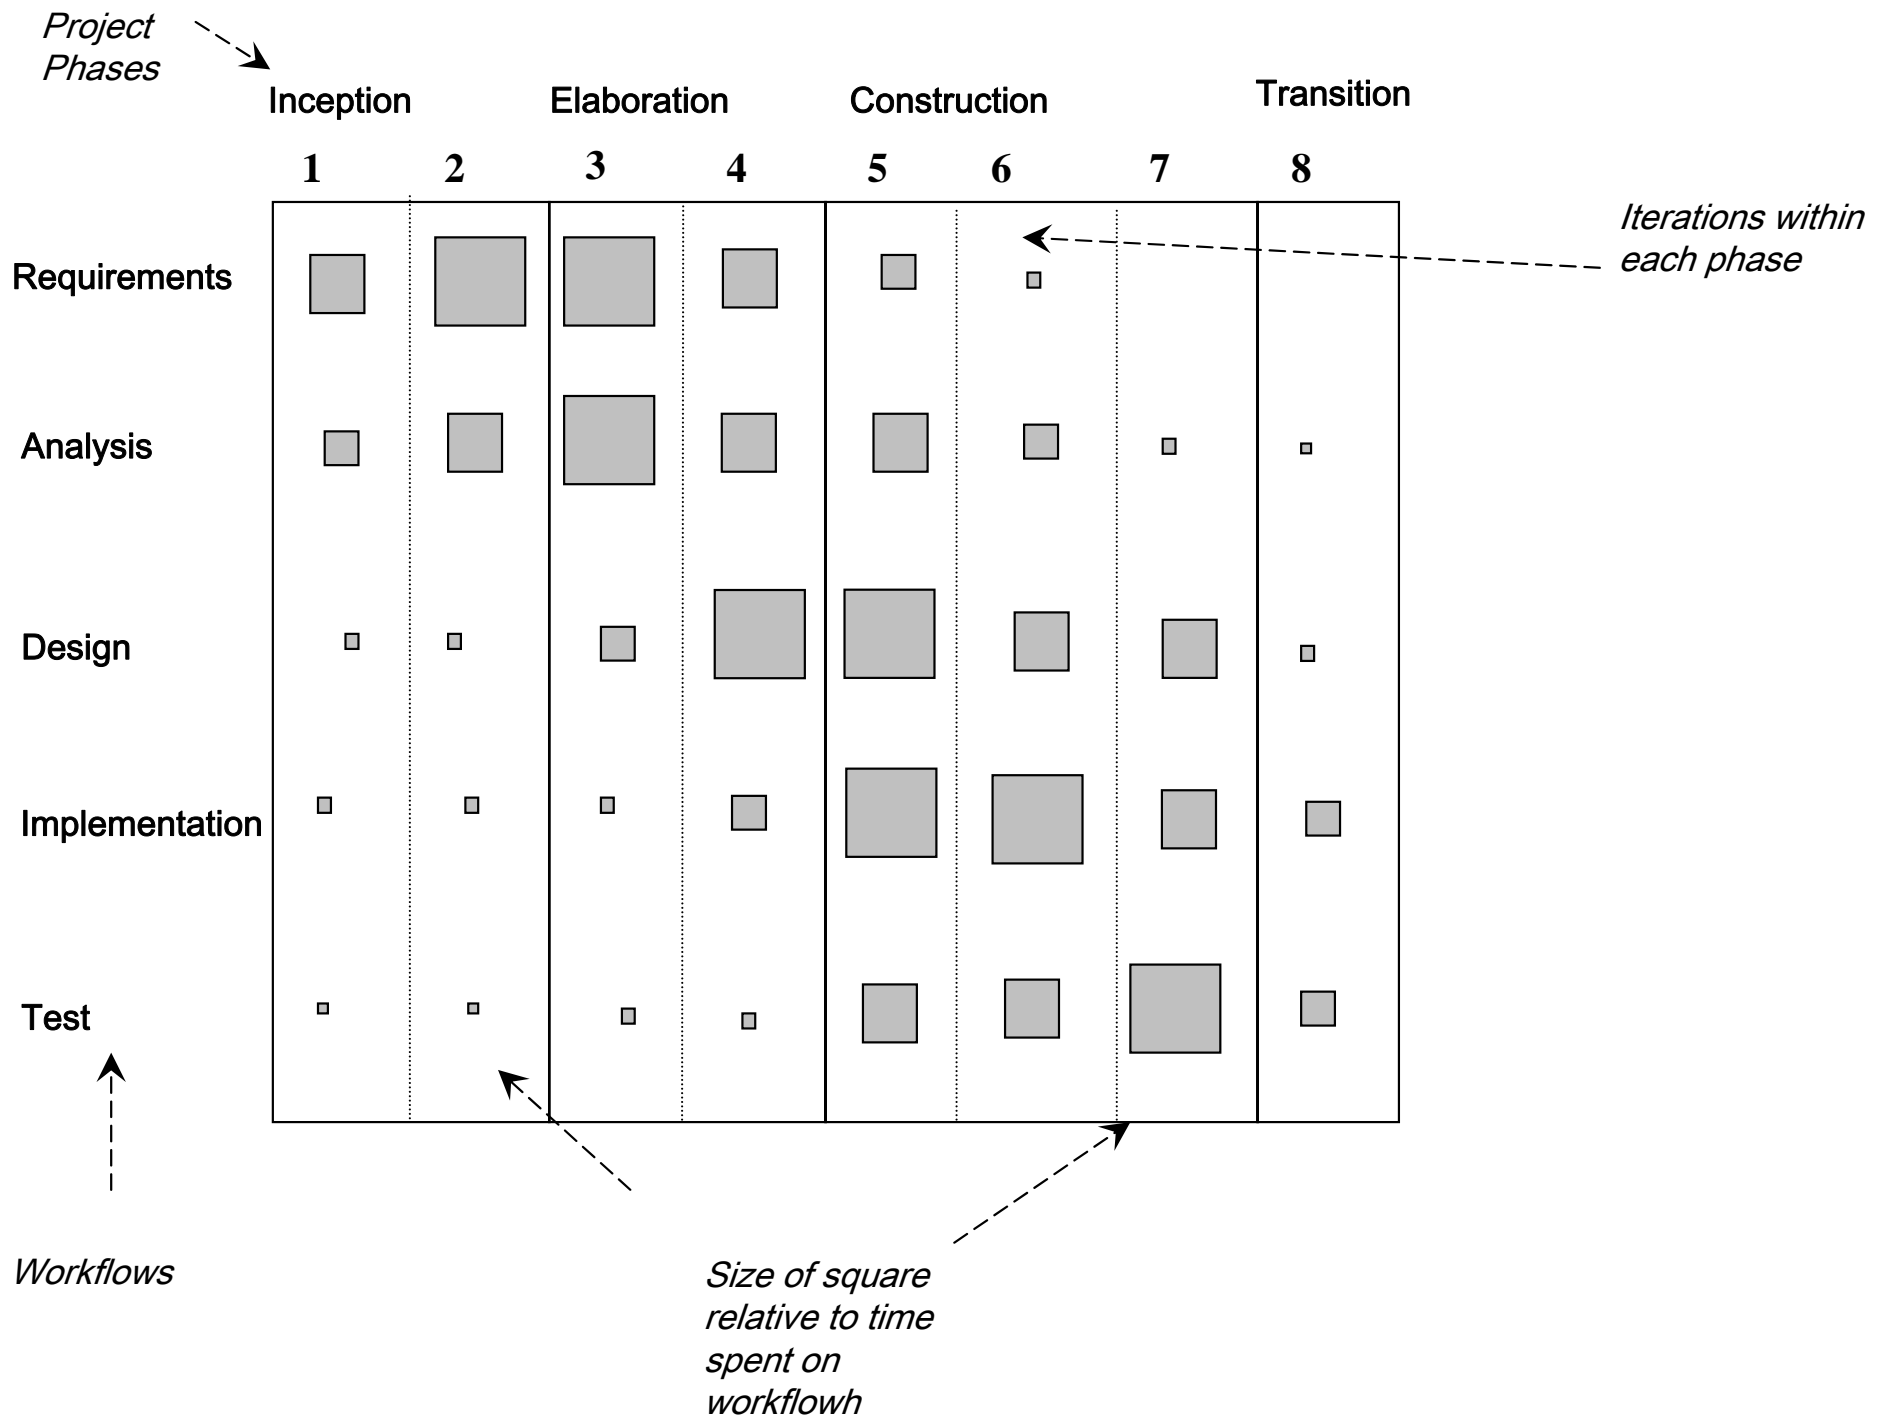 Project
Phases
Inception
Elaboration
Construction
Transition
1
2
3
4
5
6
7
8
Iterations within
each phase
Requirements
Analysis
Design
Implementation
Test
Workflows
Size of square
relative to time
spent on
workflowh